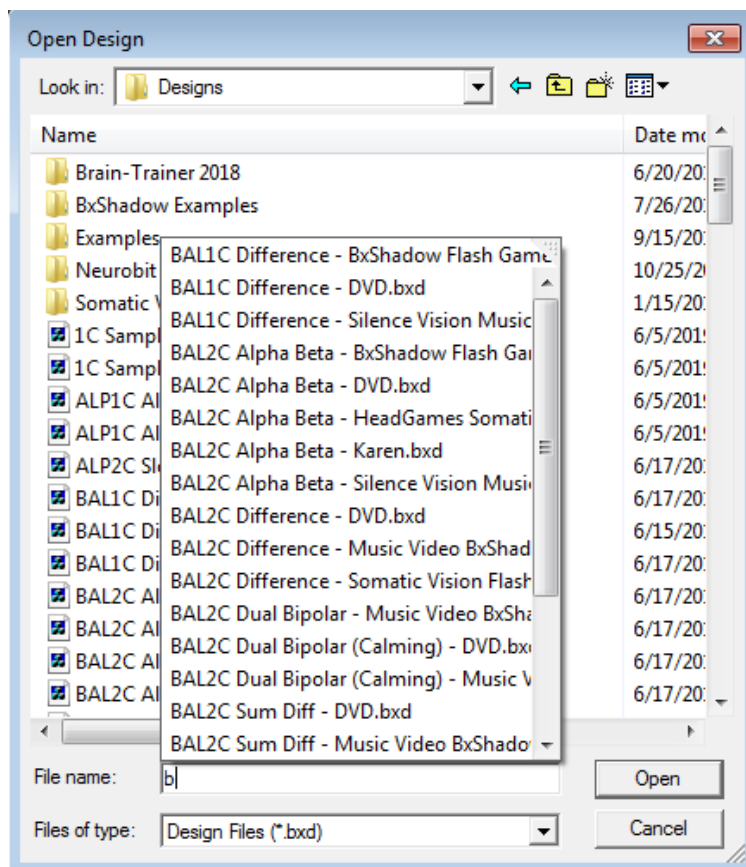 Open Design
Look in: Designs
Name Date mo
Brain-Trainer 2018 6/20/20
BxShadow Examples 7/26/20
Examples 9/15/20
Neurobit 10/25/2
Somatic V 1/15/20
1C Sampl 6/5/201
1C Sampl 6/5/201
ALP1C Al 6/5/201
ALP1C Al 6/5/201
ALP2C Sl 6/17/20
BAL1C Di 6/17/20
BAL1C Di 6/15/20
BAL1C Di 6/17/20
BAL2C Al 6/17/20
BAL2C Al 6/17/20
BAL2C Al 6/17/20
BAL2C Al 6/17/20
BAL1C Difference - BxShadow Flash Game
BAL1C Difference - DVD.bxd
BAL1C Difference - Silence Vision Music
BAL2C Alpha Beta - BxShadow Flash Gam
BAL2C Alpha Beta - DVD.bxd
BAL2C Alpha Beta - HeadGames Somati
BAL2C Alpha Beta - Karen.bxd
BAL2C Alpha Beta - Silence Vision Music
BAL2C Difference - DVD.bxd
BAL2C Difference - Music Video BxShad
BAL2C Difference - Somatic Vision Flash
BAL2C Dual Bipolar - Music Video BxSha
BAL2C Dual Bipolar (Calming) - DVD.bxd
BAL2C Dual Bipolar (Calming) - Music V
BAL2C Sum Diff - DVD.bxd
BAL2C Sum Diff - Music Video BxShadow
File name: b Open
Files of type: Design Files (*.bxd) Cancel